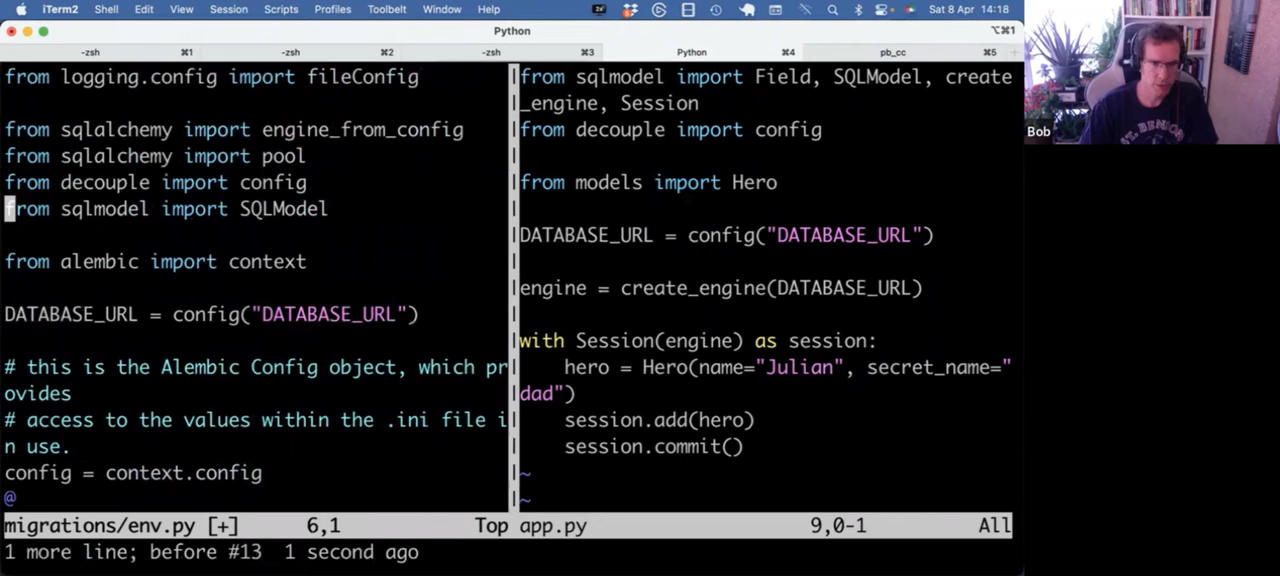 iTerm2 Shell Edit View Session Scripts Profiles Toolbelt Window Help Sat 8 Apr 14:18
Python ⌥⌘1
-zsh ⌘1 -zsh ⌘2 -zsh ⌘3 Python ⌘4 pb_cc ⌘5
from logging.config import fileConfig

from sqlalchemy import engine_from_config
from sqlalchemy import pool
from decouple import config
from sqlmodel import SQLModel

from alembic import context

DATABASE_URL = config("DATABASE_URL")

# this is the Alembic Config object, which pr
ovides
# access to the values within the .ini file i
n use.
config = context.config
@
migrations/env.py [+] 6,1 Top
from sqlmodel import Field, SQLModel, create
_engine, Session
from decouple import config

from models import Hero

DATABASE_URL = config("DATABASE_URL")

engine = create_engine(DATABASE_URL)

with Session(engine) as session:
    hero = Hero(name="Julian", secret_name="
dad")
    session.add(hero)
    session.commit()
~
~
app.py 9,0-1 All
1 more line; before #13 1 second ago
Bob